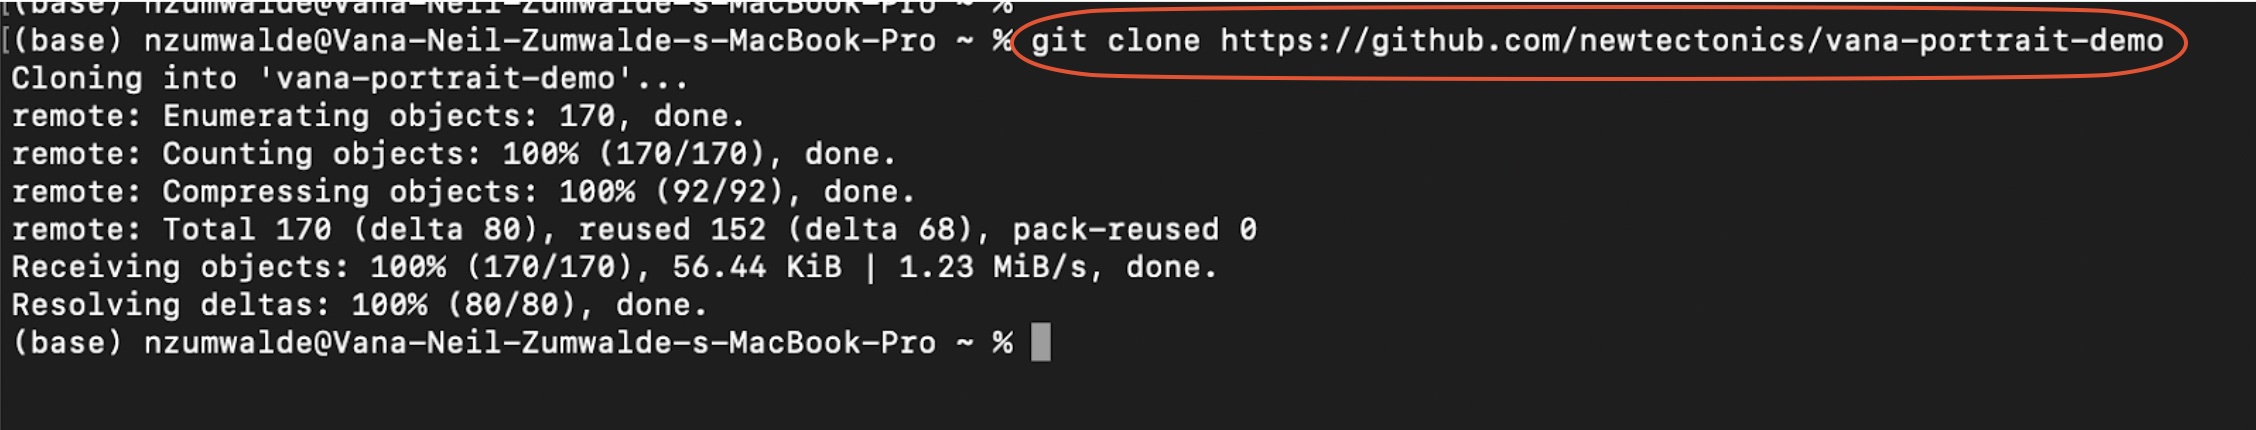 (base) nzumwalde@Vana-Neil-Zumwalde-s-MacBook-Pro ~ %
[(base) nzumwalde@Vana-Neil-Zumwalde-s-MacBook-Pro ~ % git clone https://github.com/newtectonics/vana-portrait-demo
Cloning into 'vana-portrait-demo'...
remote: Enumerating objects: 170, done.
remote: Counting objects: 100% (170/170), done.
remote: Compressing objects: 100% (92/92), done.
remote: Total 170 (delta 80), reused 152 (delta 68), pack-reused 0
Receiving objects: 100% (170/170), 56.44 KiB | 1.23 MiB/s, done.
Resolving deltas: 100% (80/80), done.
(base) nzumwalde@Vana-Neil-Zumwalde-s-MacBook-Pro ~ %